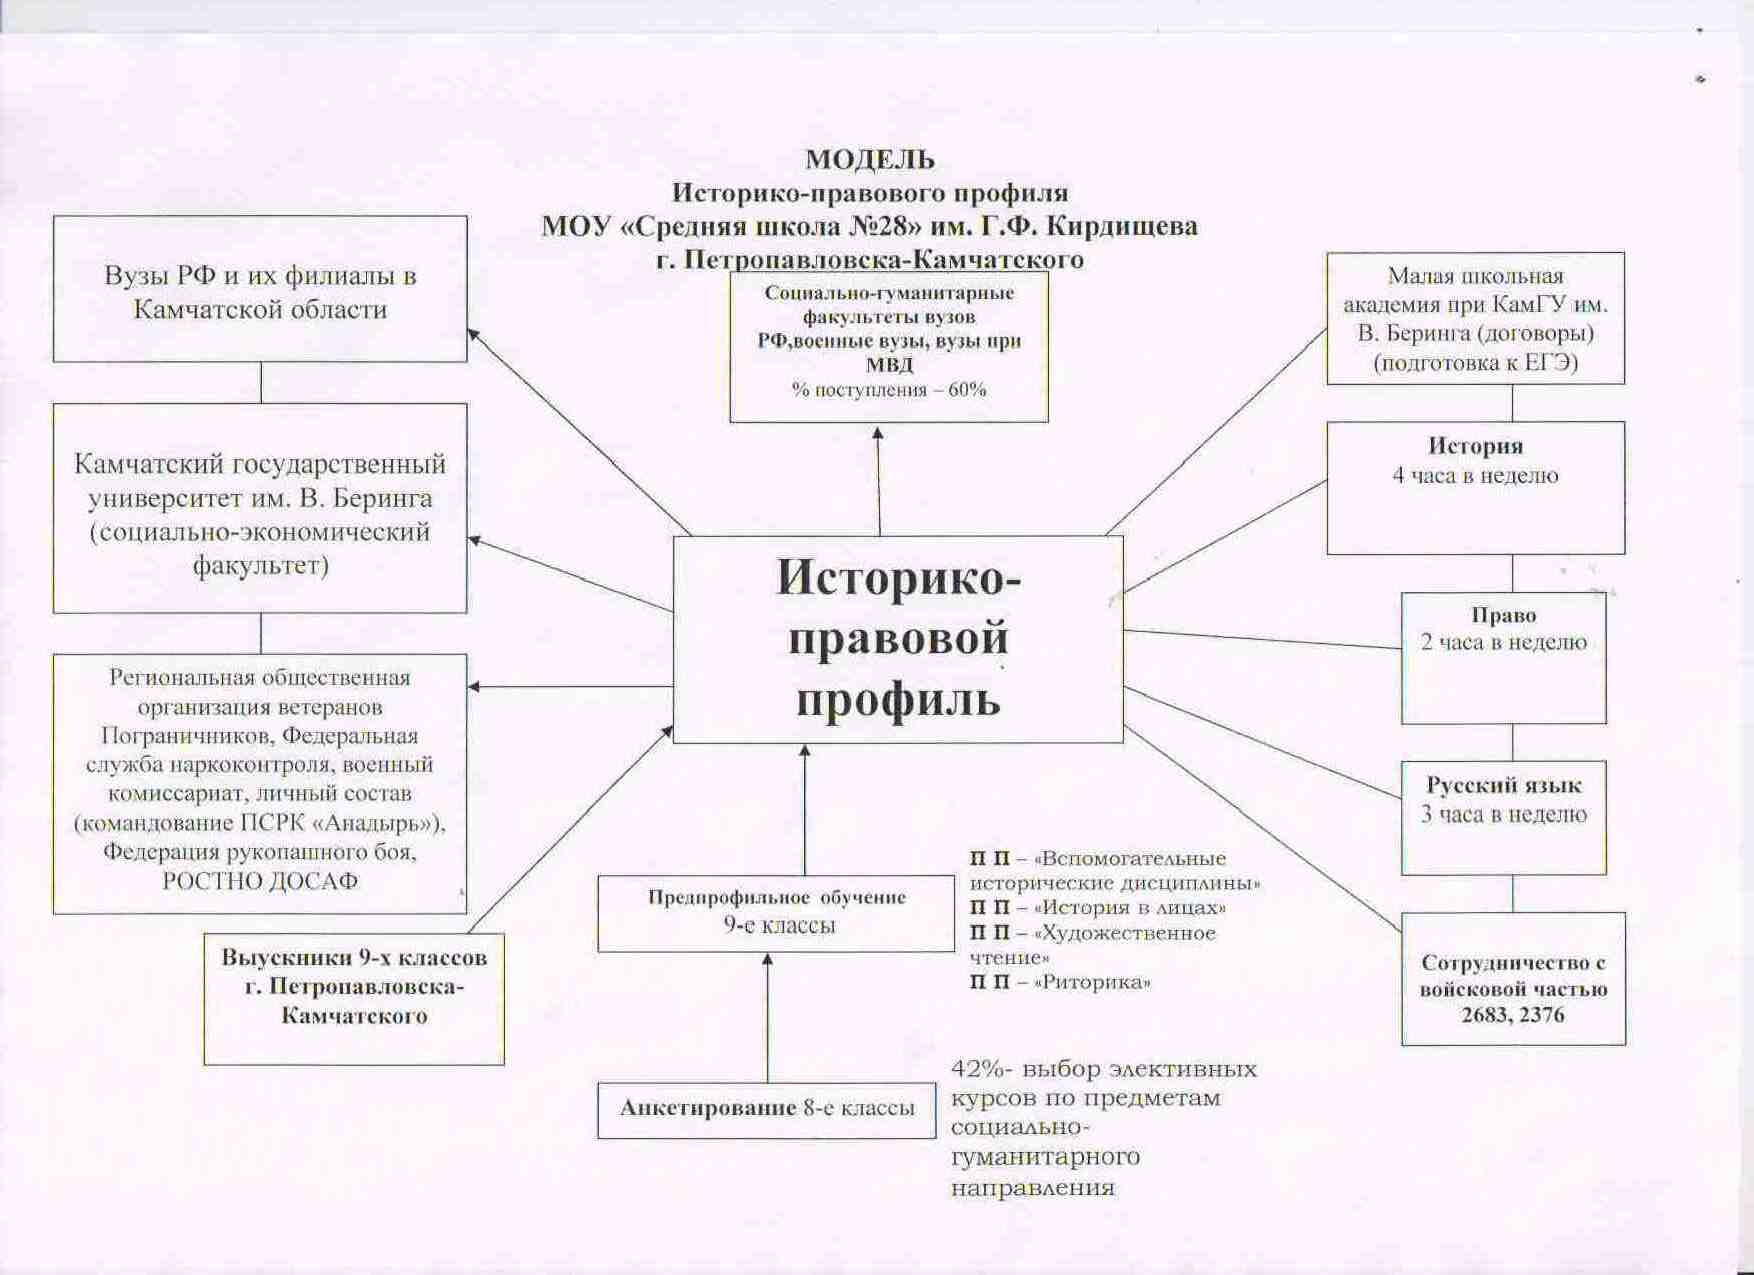 МОДЕЛЬ
Историко-правового профиля
МОУ «Средняя школа №28» им. Г.Ф. Кирдищева
г. Петропавловска-Камчатского
Вузы РФ и их филиалы в
Камчатской области
Социально-гуманитарные
факультеты вузов
РФ,военные вузы, вузы при
МВД
% поступления – 60%
Малая школьная
академия при КамГУ им.
В. Беринга (договоры)
(подготовка к ЕГЭ)
Камчатский государственный
университет им. В. Беринга
(социально-экономический
факультет)
История
4 часа в неделю
Историко-
правовой
профиль
Право
2 часа в неделю
Региональная общественная
организация ветеранов
Пограничников, Федеральная
служба наркоконтроля, военный
комиссариат, личный состав
(командование ПСРК «Анадырь»),
Федерация рукопашного боя,
РОСТНО ДОСАФ
Русский язык
3 часа в неделю
Предпрофильное обучение
9-е классы
П П – «Вспомогательные
исторические дисциплины»
П П – «История в лицах»
П П – «Художественное
чтение»
П П – «Риторика»
Выускники 9-х классов
г. Петропавловска-
Камчатского
Сотрудничество с
войсковой частью
2683, 2376
Анкетирование 8-е классы
42%- выбор элективных
курсов по предметам
социально-
гуманитарного
направления